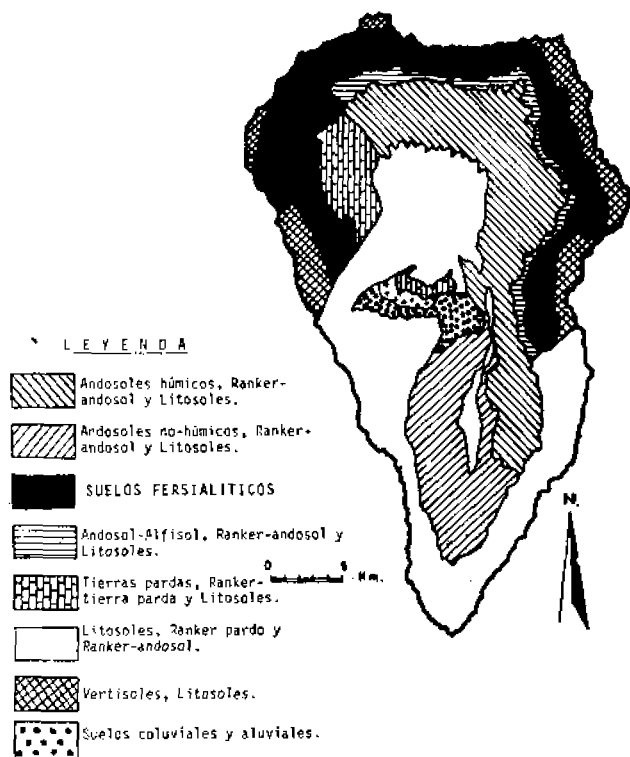 LEYENDA
Andosoles húmicos, Ranker-
andosol y Litosoles.
Andosoles no-húmicos, Ranker-
andosol y Litosoles.
SUELOS FERSIALITICOS
Andosol-Alfisol, Ranker-andosol y
Litosoles.
0 5 Km.
Tierras pardas, Ranker-
tierra parda y Litosoles.
Litosoles, Ranker pardo y
Ranker-andosol.
Vertisoles, Litosoles.
Suelos coluviales y aluviales.
N.